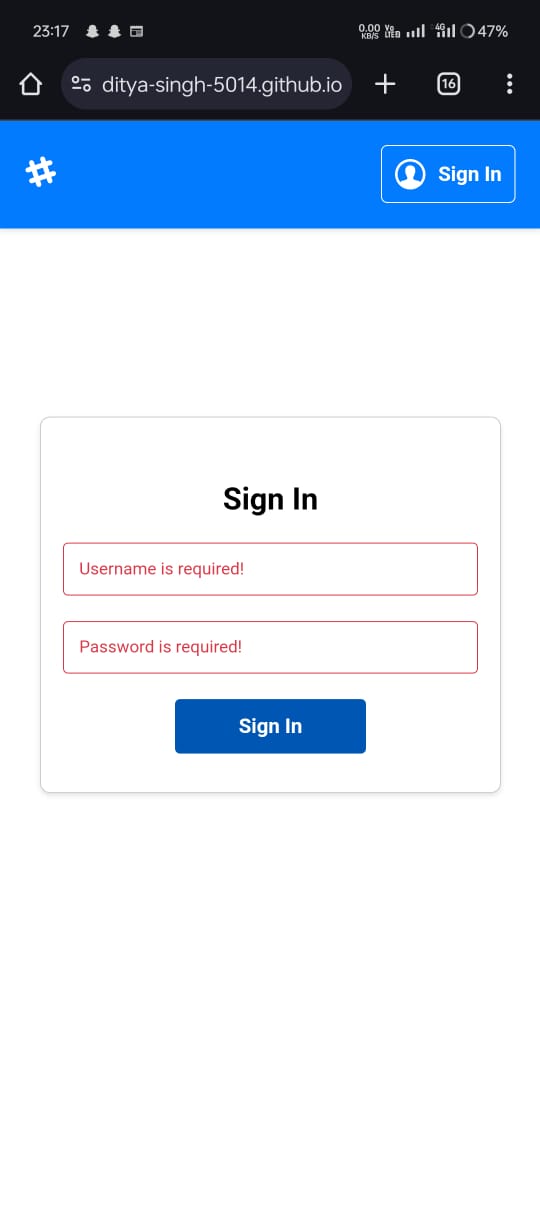 23:17
0.00 KB/S
Vo LTE
4G
47%
ditya-singh-5014.github.io
16
Sign In
Sign In
Username is required!
Password is required!
Sign In